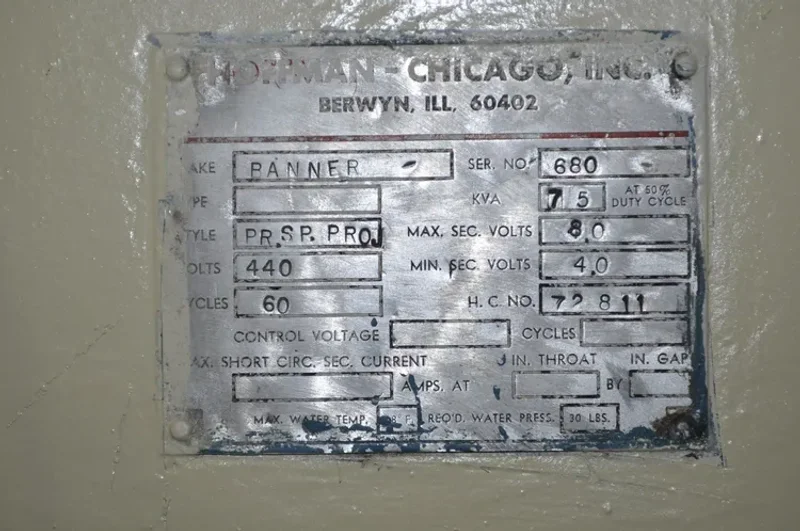 HOFFMAN - CHICAGO, INC.
BERWYN, ILL. 60402
AKE BANNER SER. NO. 680
PE KVA 75 AT 50% DUTY CYCLE
TYLE PR. SP. PROJ MAX. SEC. VOLTS 8.0
OLTS 440 MIN. SEC. VOLTS 4.0
YCLES 60 H. C. NO. 72811
CONTROL VOLTAGE CYCLES
AX. SHORT CIRC. SEC. CURRENT IN. THROAT IN. GAP
AMPS. AT BY
MAX. WATER TEMP. F. REQ'D. WATER PRESS. 30 LBS.